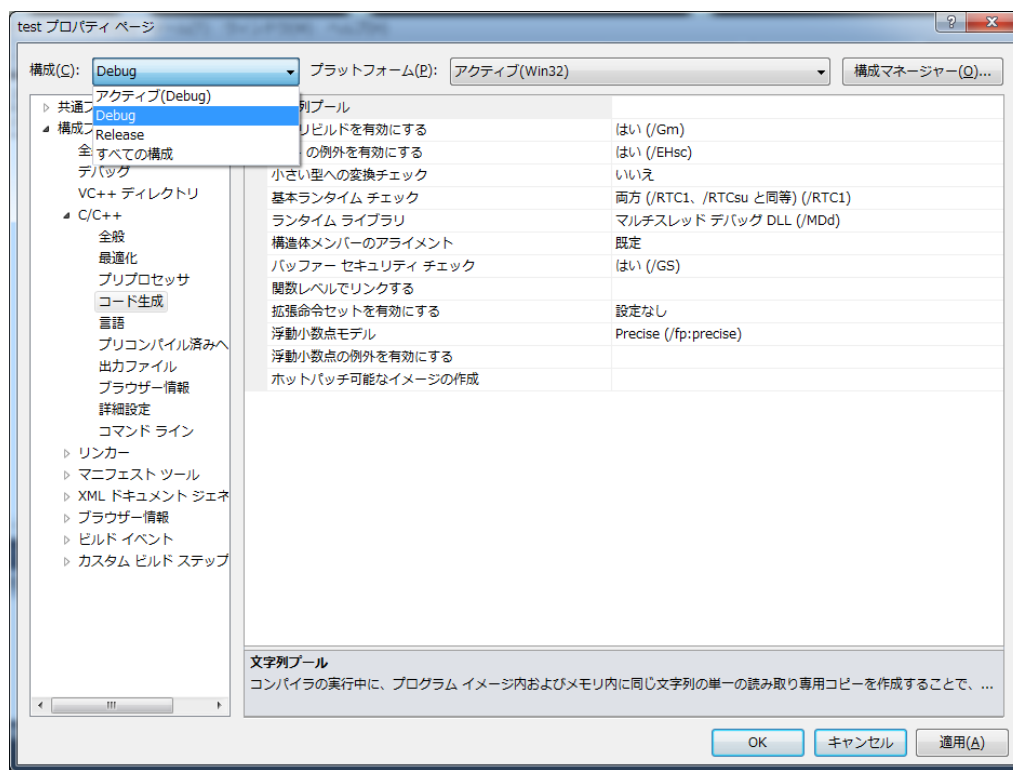 test プロパティ ページ
構成(C): Debug プラットフォーム(P): アクティブ(Win32) 構成マネージャー(O)...
アクティブ(Debug)
Debug
Release
すべての構成
共通プ
構成プ
全
デバッグ
VC++ ディレクトリ
C/C++
全般
最適化
プリプロセッサ
コード生成
言語
プリコンパイル済みヘ
出力ファイル
ブラウザー情報
詳細設定
コマンド ライン
リンカー
マニフェスト ツール
XML ドキュメント ジェネ
ブラウザー情報
ビルド イベント
カスタム ビルド ステップ
列プール
リビルドを有効にする はい (/Gm)
の例外を有効にする はい (/EHsc)
小さい型への変換チェック いいえ
基本ランタイム チェック 両方 (/RTC1、/RTCsu と同等) (/RTC1)
ランタイム ライブラリ マルチスレッド デバッグ DLL (/MDd)
構造体メンバーのアライメント 既定
バッファー セキュリティ チェック はい (/GS)
関数レベルでリンクする
拡張命令セットを有効にする 設定なし
浮動小数点モデル Precise (/fp:precise)
浮動小数点の例外を有効にする
ホットパッチ可能なイメージの作成
文字列プール
コンパイラの実行中に、プログラム イメージ内およびメモリ内に同じ文字列の単一の読み取り専用コピーを作成することで、...
OK キャンセル 適用(A)